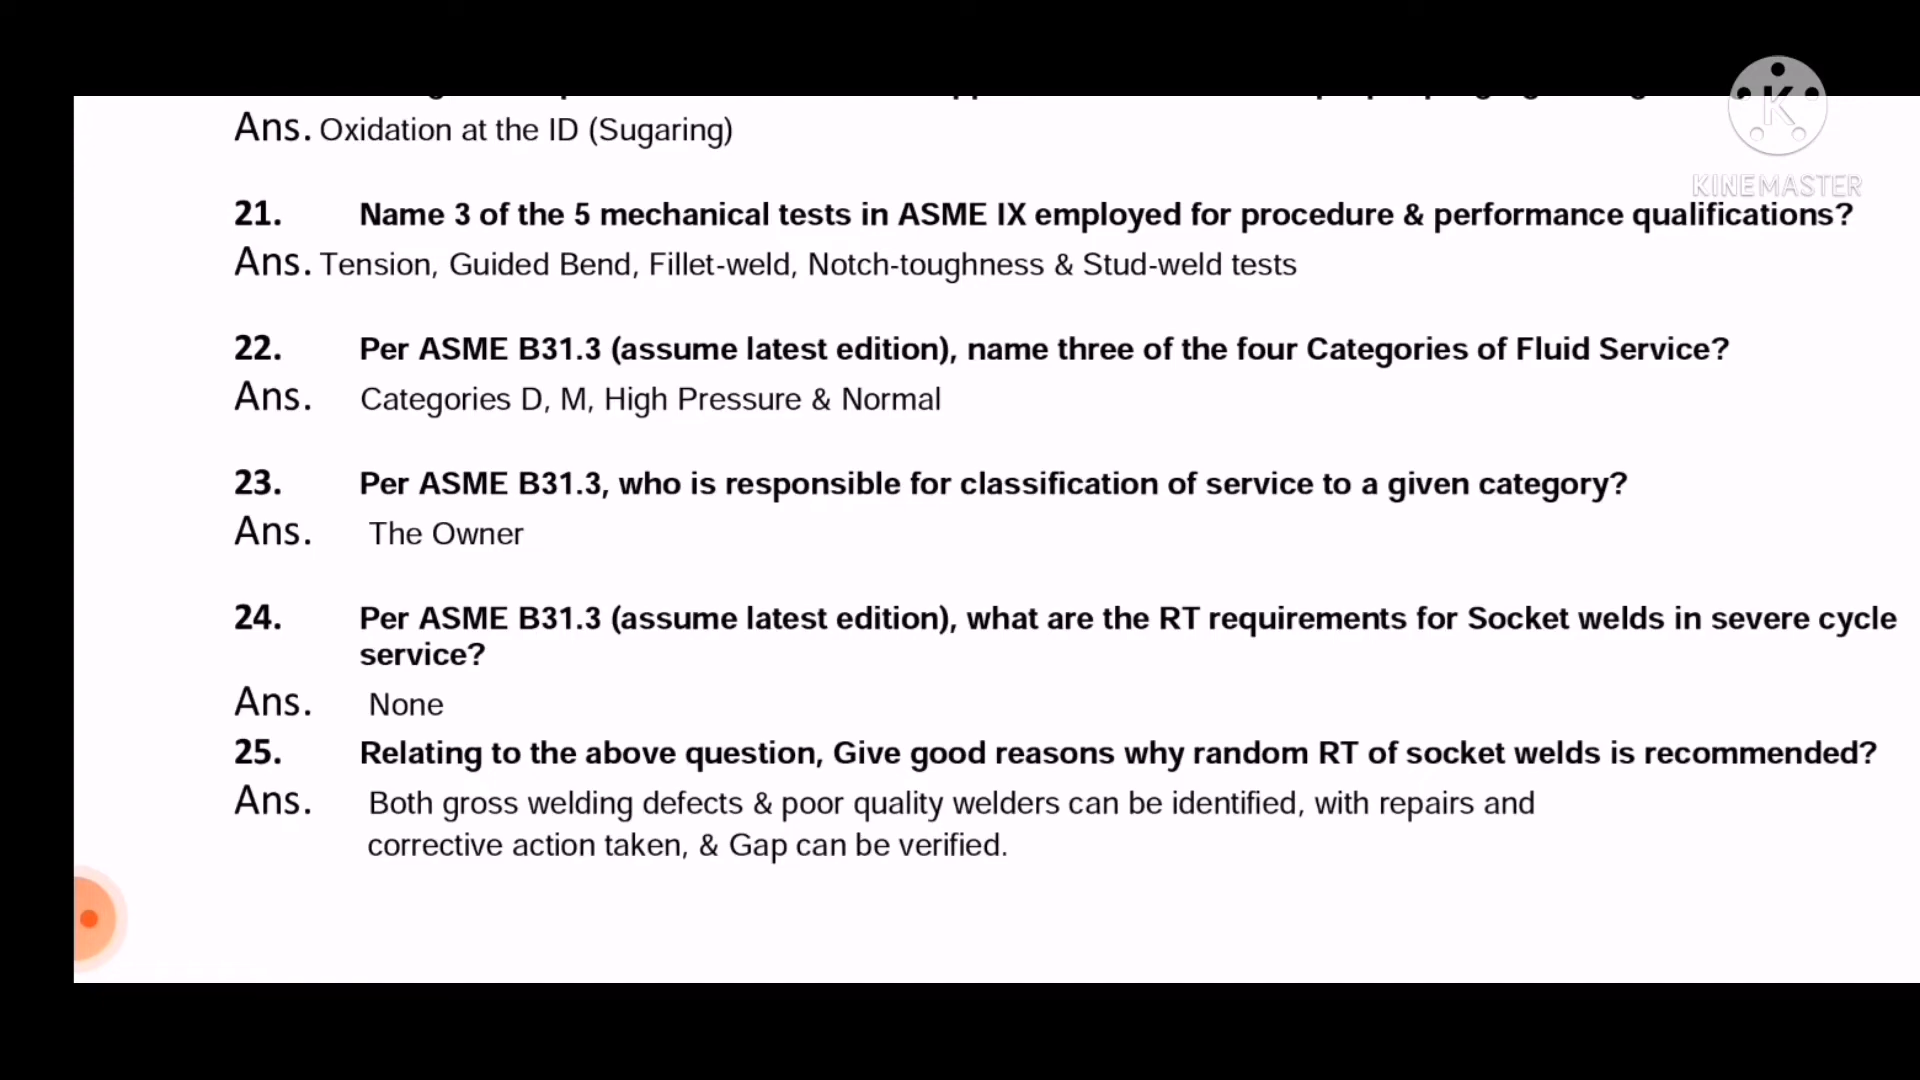 Ans. Oxidation at the ID (Sugaring)
K
KINEMASTER
21. Name 3 of the 5 mechanical tests in ASME IX employed for procedure & performance qualifications?
Ans. Tension, Guided Bend, Fillet-weld, Notch-toughness & Stud-weld tests
22. Per ASME B31.3 (assume latest edition), name three of the four Categories of Fluid Service?
Ans. Categories D, M, High Pressure & Normal
23. Per ASME B31.3, who is responsible for classification of service to a given category?
Ans. The Owner
24. Per ASME B31.3 (assume latest edition), what are the RT requirements for Socket welds in severe cycle
service?
Ans. None
25. Relating to the above question, Give good reasons why random RT of socket welds is recommended?
Ans. Both gross welding defects & poor quality welders can be identified, with repairs and
corrective action taken, & Gap can be verified.